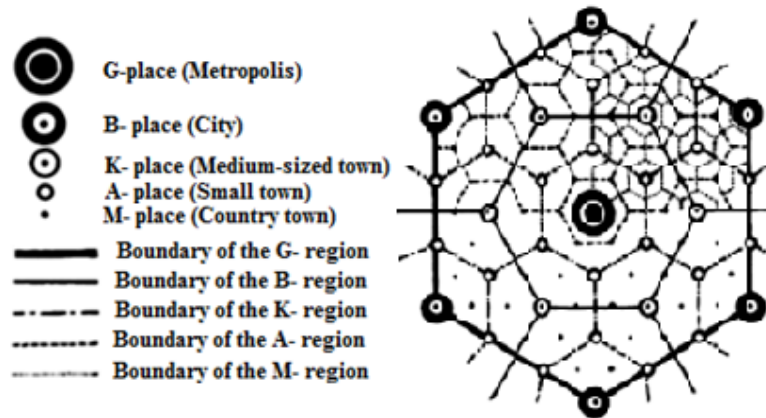 G-place (Metropolis)
B- place (City)
K- place (Medium-sized town)
A- place (Small town)
M- place (Country town)
Boundary of the G- region
Boundary of the B- region
Boundary of the K- region
Boundary of the A- region
Boundary of the M- region